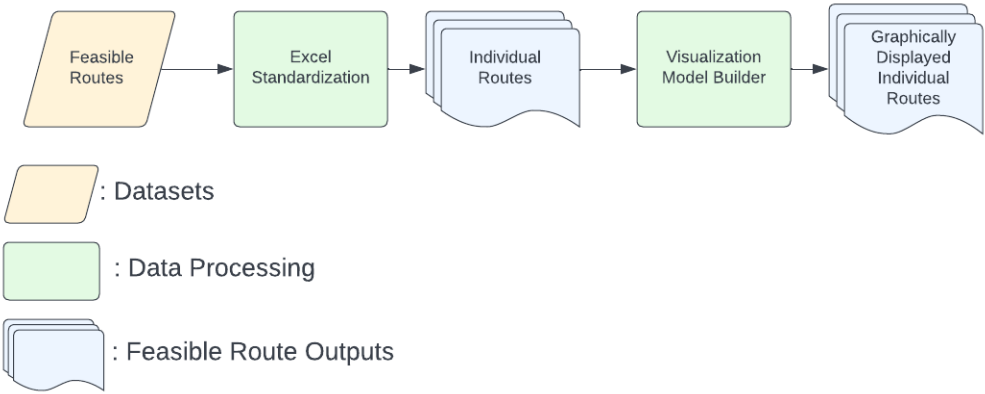 Feasible
Routes
Excel
Standardization
Individual
Routes
Visualization
Model Builder
Graphically
Displayed
Individual
Routes
: Datasets
: Data Processing
: Feasible Route Outputs